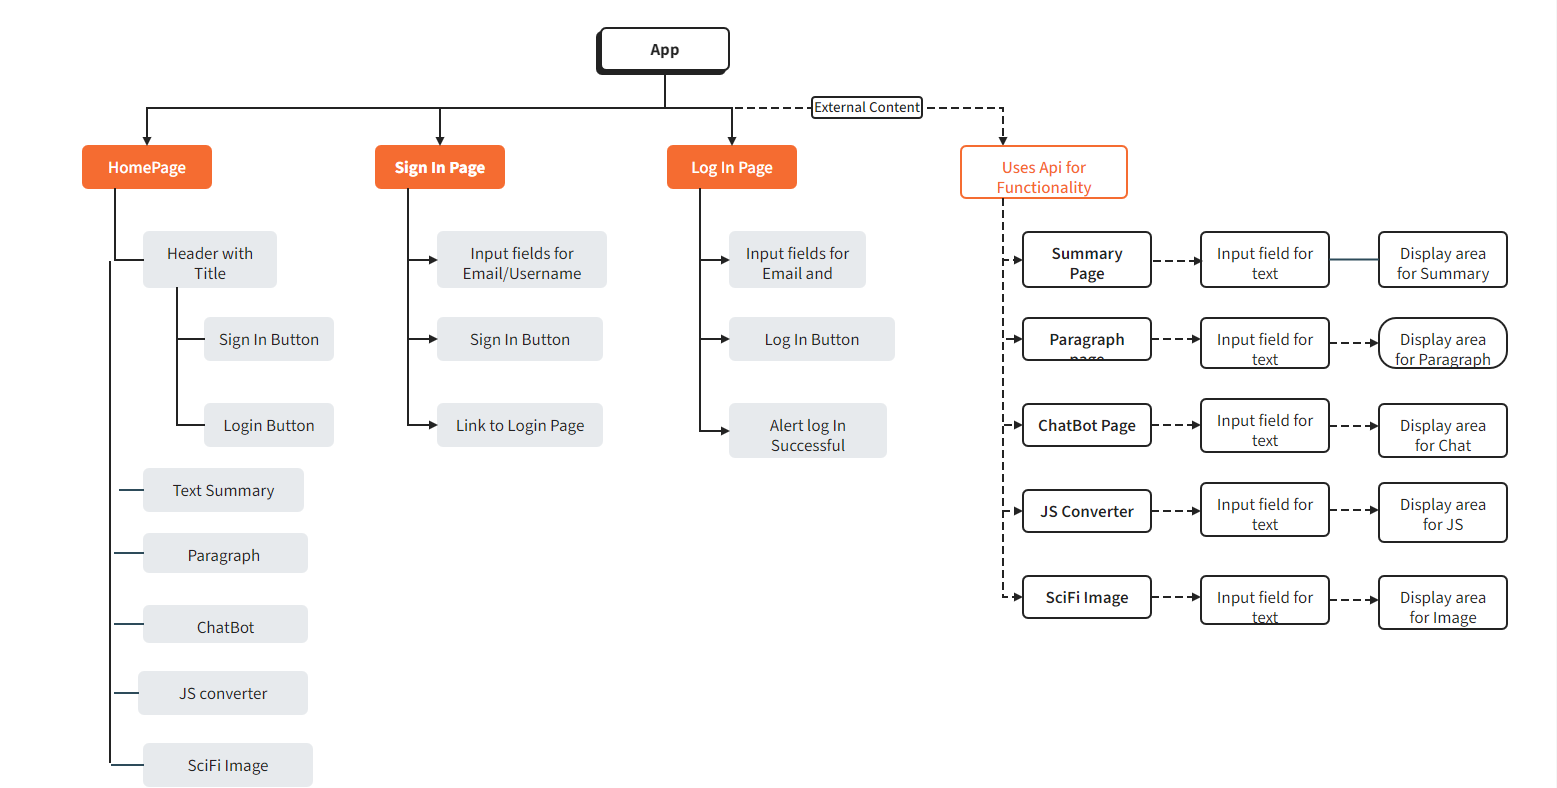 App
External Content
HomePage
Sign In Page
Log In Page
Uses Api for
Functionality
Header with
Title
Input fields for
Email/Username
Input fields for
Email and
Summary
Page
Input field for
text
Display area
for Summary
Sign In Button
Sign In Button
Log In Button
Paragraph
page
Input field for
text
Display area
for Paragraph
Login Button
Link to Login Page
Alert log In
Successful
ChatBot Page
Input field for
text
Display area
for Chat
Text Summary
JS Converter
Input field for
text
Display area
for JS
Paragraph
ChatBot
SciFi Image
Input field for
text
Display area
for Image
JS converter
SciFi Image